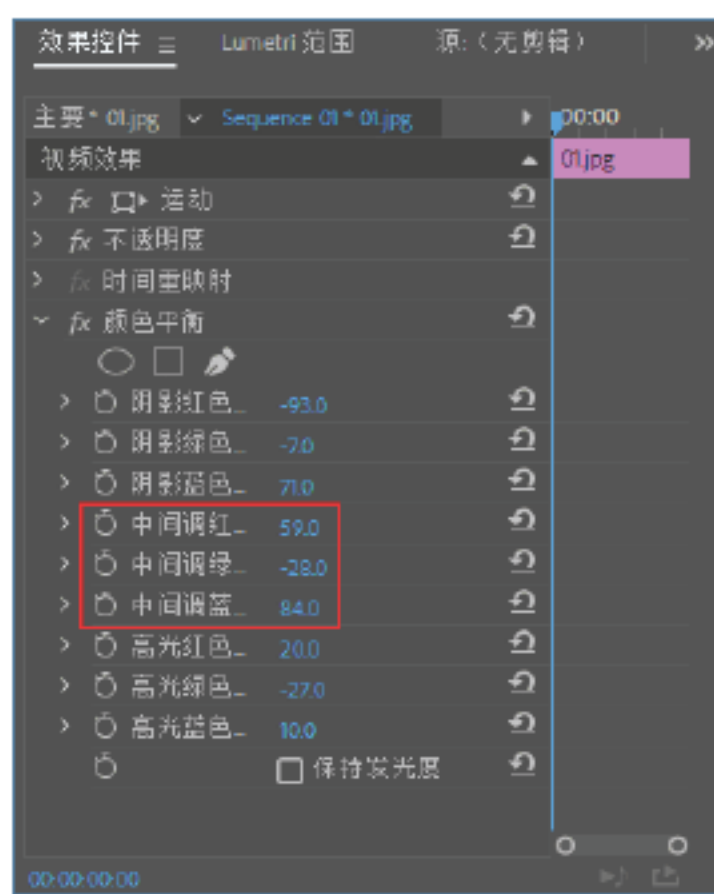 效果控件 Lumetri 范围 源:（无剪辑）
主要* 01.jpg Sequence 01 * 01.jpg 00:00
视频效果 01.jpg
fx 运动
fx 不透明度
fx 时间重映射
fx 颜色平衡
阴影红色... -93.0
阴影绿色... -7.0
阴影蓝色... 71.0
中间调红... 59.0
中间调绿... -28.0
中间调蓝... 84.0
高光红色... 20.0
高光绿色... -27.0
高光蓝色... 10.0
保持发光度
00:00:00:00